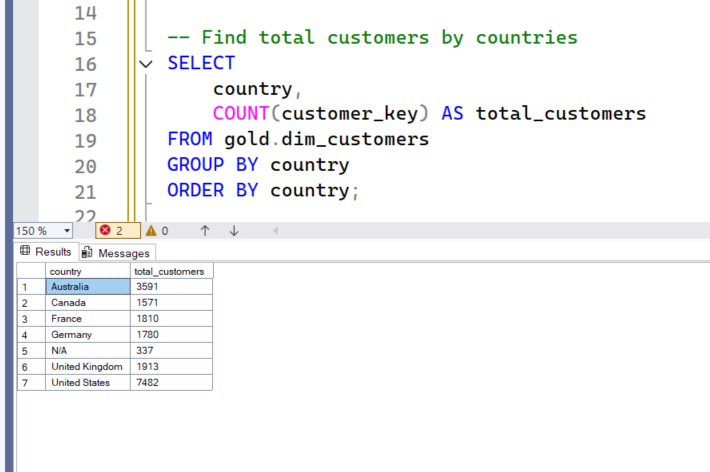 14
15 -- Find total customers by countries
16 SELECT
17 country,
18 COUNT(customer_key) AS total_customers
19 FROM gold.dim_customers
20 GROUP BY country
21 ORDER BY country;
22
150 % 2 0
Results Messages
country total_customers
1 Australia 3591
2 Canada 1571
3 France 1810
4 Germany 1780
5 N/A 337
6 United Kingdom 1913
7 United States 7482